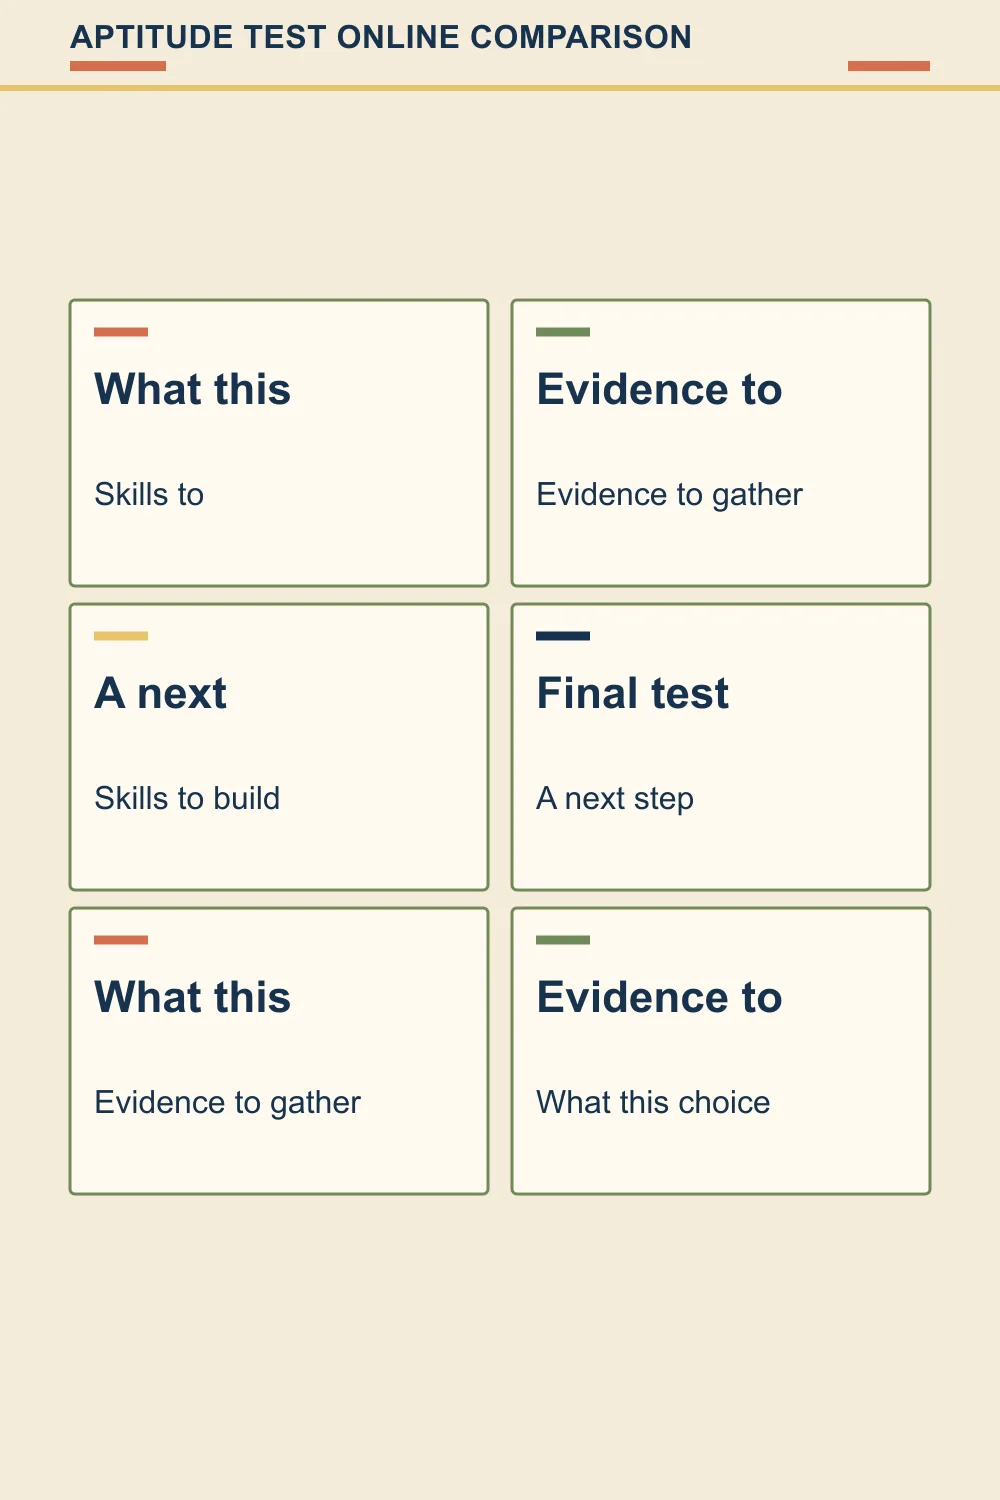 APTITUDE TEST ONLINE COMPARISON
What this
Skills to
Evidence to
Evidence to gather
A next
Skills to build
Final test
A next step
What this
Evidence to gather
Evidence to
What this choice